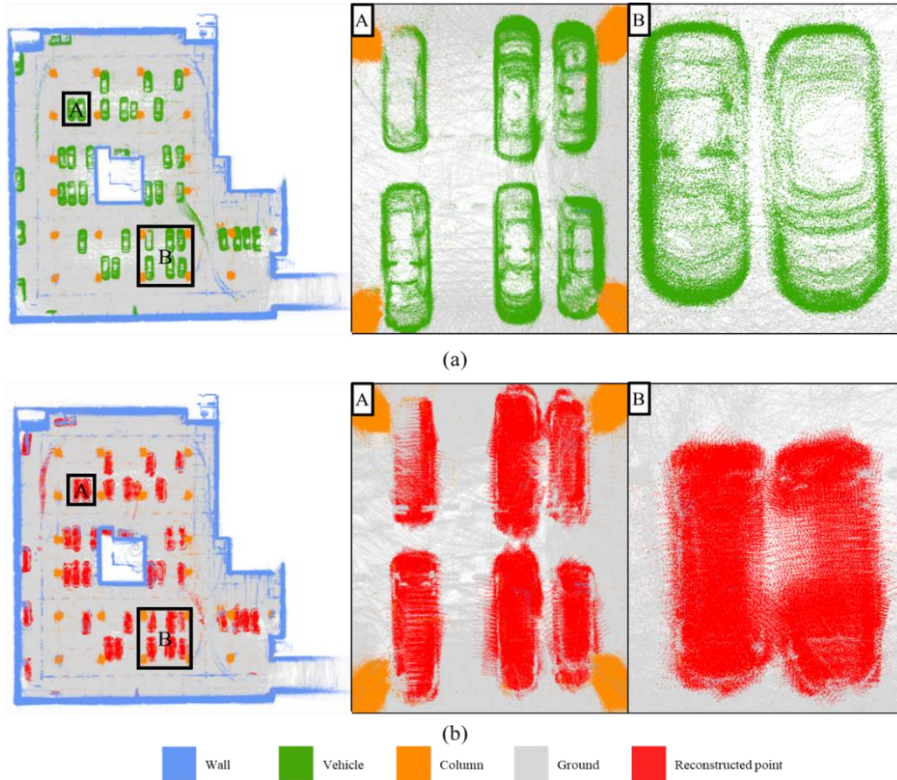 A
B
A
B
(a)
A
B
A
B
(b)
Wall
Vehicle
Column
Ground
Reconstructed point